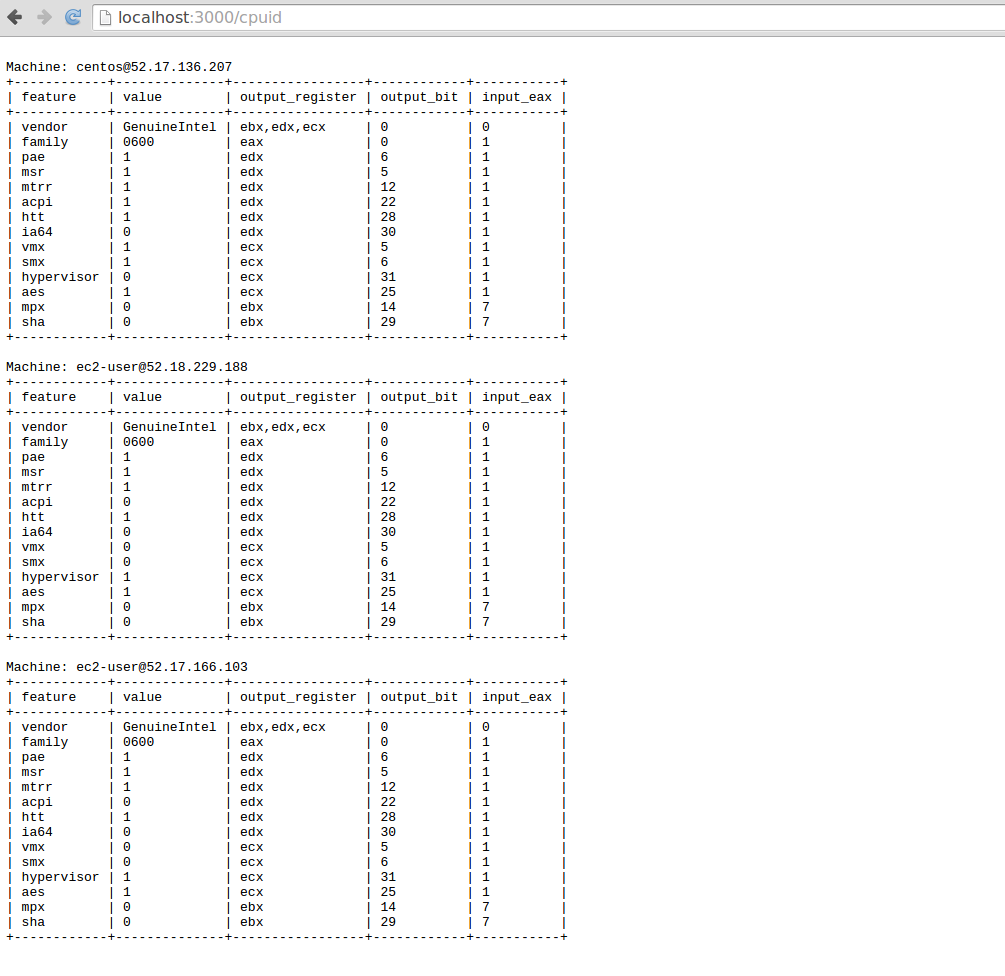 localhost:3000/cpuid
Machine: centos@52.17.136.207
+------------+--------------+-----------------+------------+-----------+
| feature    | value        | output_register | output_bit | input_eax |
+------------+--------------+-----------------+------------+-----------+
| vendor     | GenuineIntel | ebx,edx,ecx     | 0          | 0         |
| family     | 0600         | eax             | 0          | 1         |
| pae        | 1            | edx             | 6          | 1         |
| msr        | 1            | edx             | 5          | 1         |
| mtrr       | 1            | edx             | 12         | 1         |
| acpi       | 1            | edx             | 22         | 1         |
| htt        | 1            | edx             | 28         | 1         |
| ia64       | 0            | edx             | 30         | 1         |
| vmx        | 1            | ecx             | 5          | 1         |
| smx        | 1            | ecx             | 6          | 1         |
| hypervisor | 0            | ecx             | 31         | 1         |
| aes        | 1            | ecx             | 25         | 1         |
| mpx        | 0            | ebx             | 14         | 7         |
| sha        | 0            | ebx             | 29         | 7         |
+------------+--------------+-----------------+------------+-----------+
Machine: ec2-user@52.18.229.188
+------------+--------------+-----------------+------------+-----------+
| feature    | value        | output_register | output_bit | input_eax |
+------------+--------------+-----------------+------------+-----------+
| vendor     | GenuineIntel | ebx,edx,ecx     | 0          | 0         |
| family     | 0600         | eax             | 0          | 1         |
| pae        | 1            | edx             | 6          | 1         |
| msr        | 1            | edx             | 5          | 1         |
| mtrr       | 1            | edx             | 12         | 1         |
| acpi       | 0            | edx             | 22         | 1         |
| htt        | 1            | edx             | 28         | 1         |
| ia64       | 0            | edx             | 30         | 1         |
| vmx        | 0            | ecx             | 5          | 1         |
| smx        | 0            | ecx             | 6          | 1         |
| hypervisor | 1            | ecx             | 31         | 1         |
| aes        | 1            | ecx             | 25         | 1         |
| mpx        | 0            | ebx             | 14         | 7         |
| sha        | 0            | ebx             | 29         | 7         |
+------------+--------------+-----------------+------------+-----------+
Machine: ec2-user@52.17.166.103
+------------+--------------+-----------------+------------+-----------+
| feature    | value        | output_register | output_bit | input_eax |
+------------+--------------+-----------------+------------+-----------+
| vendor     | GenuineIntel | ebx,edx,ecx     | 0          | 0         |
| family     | 0600         | eax             | 0          | 1         |
| pae        | 1            | edx             | 6          | 1         |
| msr        | 1            | edx             | 5          | 1         |
| mtrr       | 1            | edx             | 12         | 1         |
| acpi       | 0            | edx             | 22         | 1         |
| htt        | 1            | edx             | 28         | 1         |
| ia64       | 0            | edx             | 30         | 1         |
| vmx        | 0            | ecx             | 5          | 1         |
| smx        | 0            | ecx             | 6          | 1         |
| hypervisor | 1            | ecx             | 31         | 1         |
| aes        | 1            | ecx             | 25         | 1         |
| mpx        | 0            | ebx             | 14         | 7         |
| sha        | 0            | ebx             | 29         | 7         |
+------------+--------------+-----------------+------------+-----------+